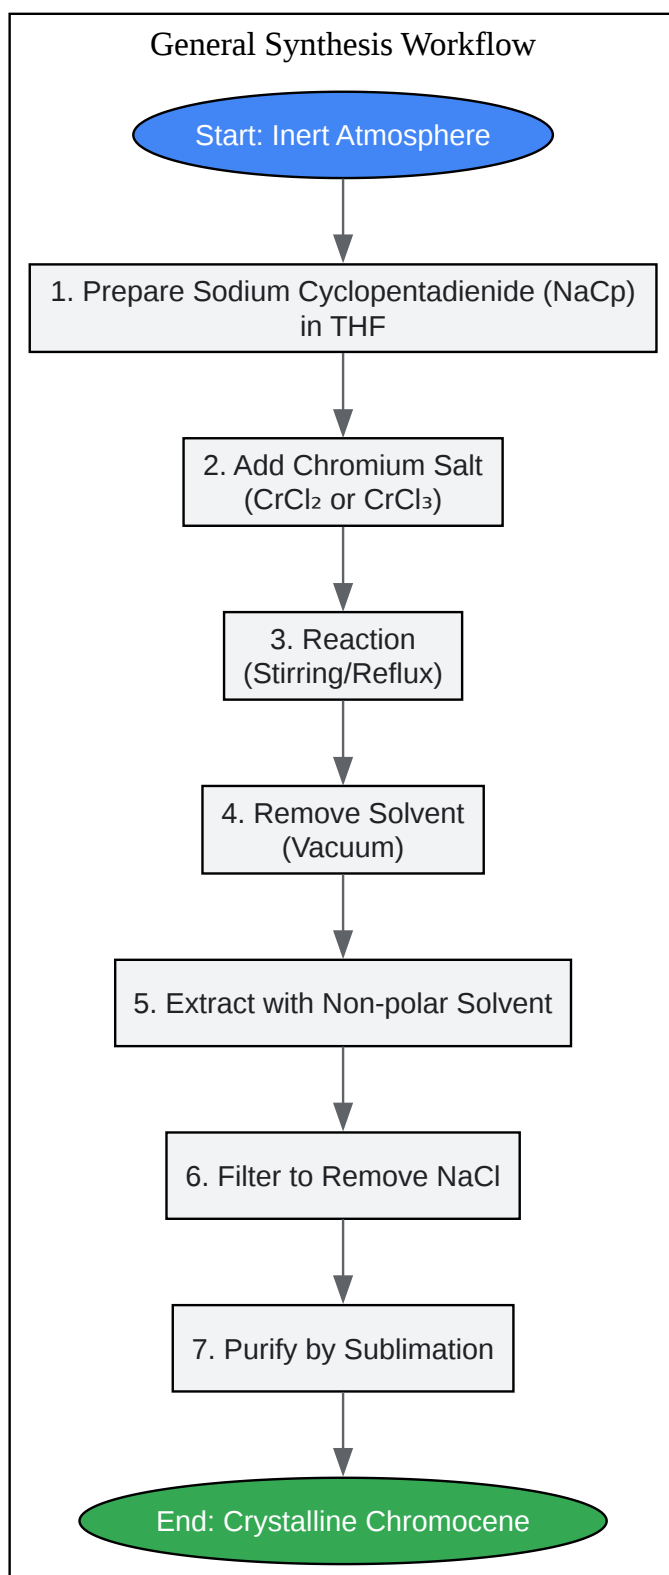 General Synthesis Workflow
Start: Inert Atmosphere
1. Prepare Sodium Cyclopentadienide (NaCp)
in THF
2. Add Chromium Salt
(CrCl₂ or CrCl₃)
3. Reaction
(Stirring/Reflux)
4. Remove Solvent
(Vacuum)
5. Extract with Non-polar Solvent
6. Filter to Remove NaCl
7. Purify by Sublimation
End: Crystalline Chromocene